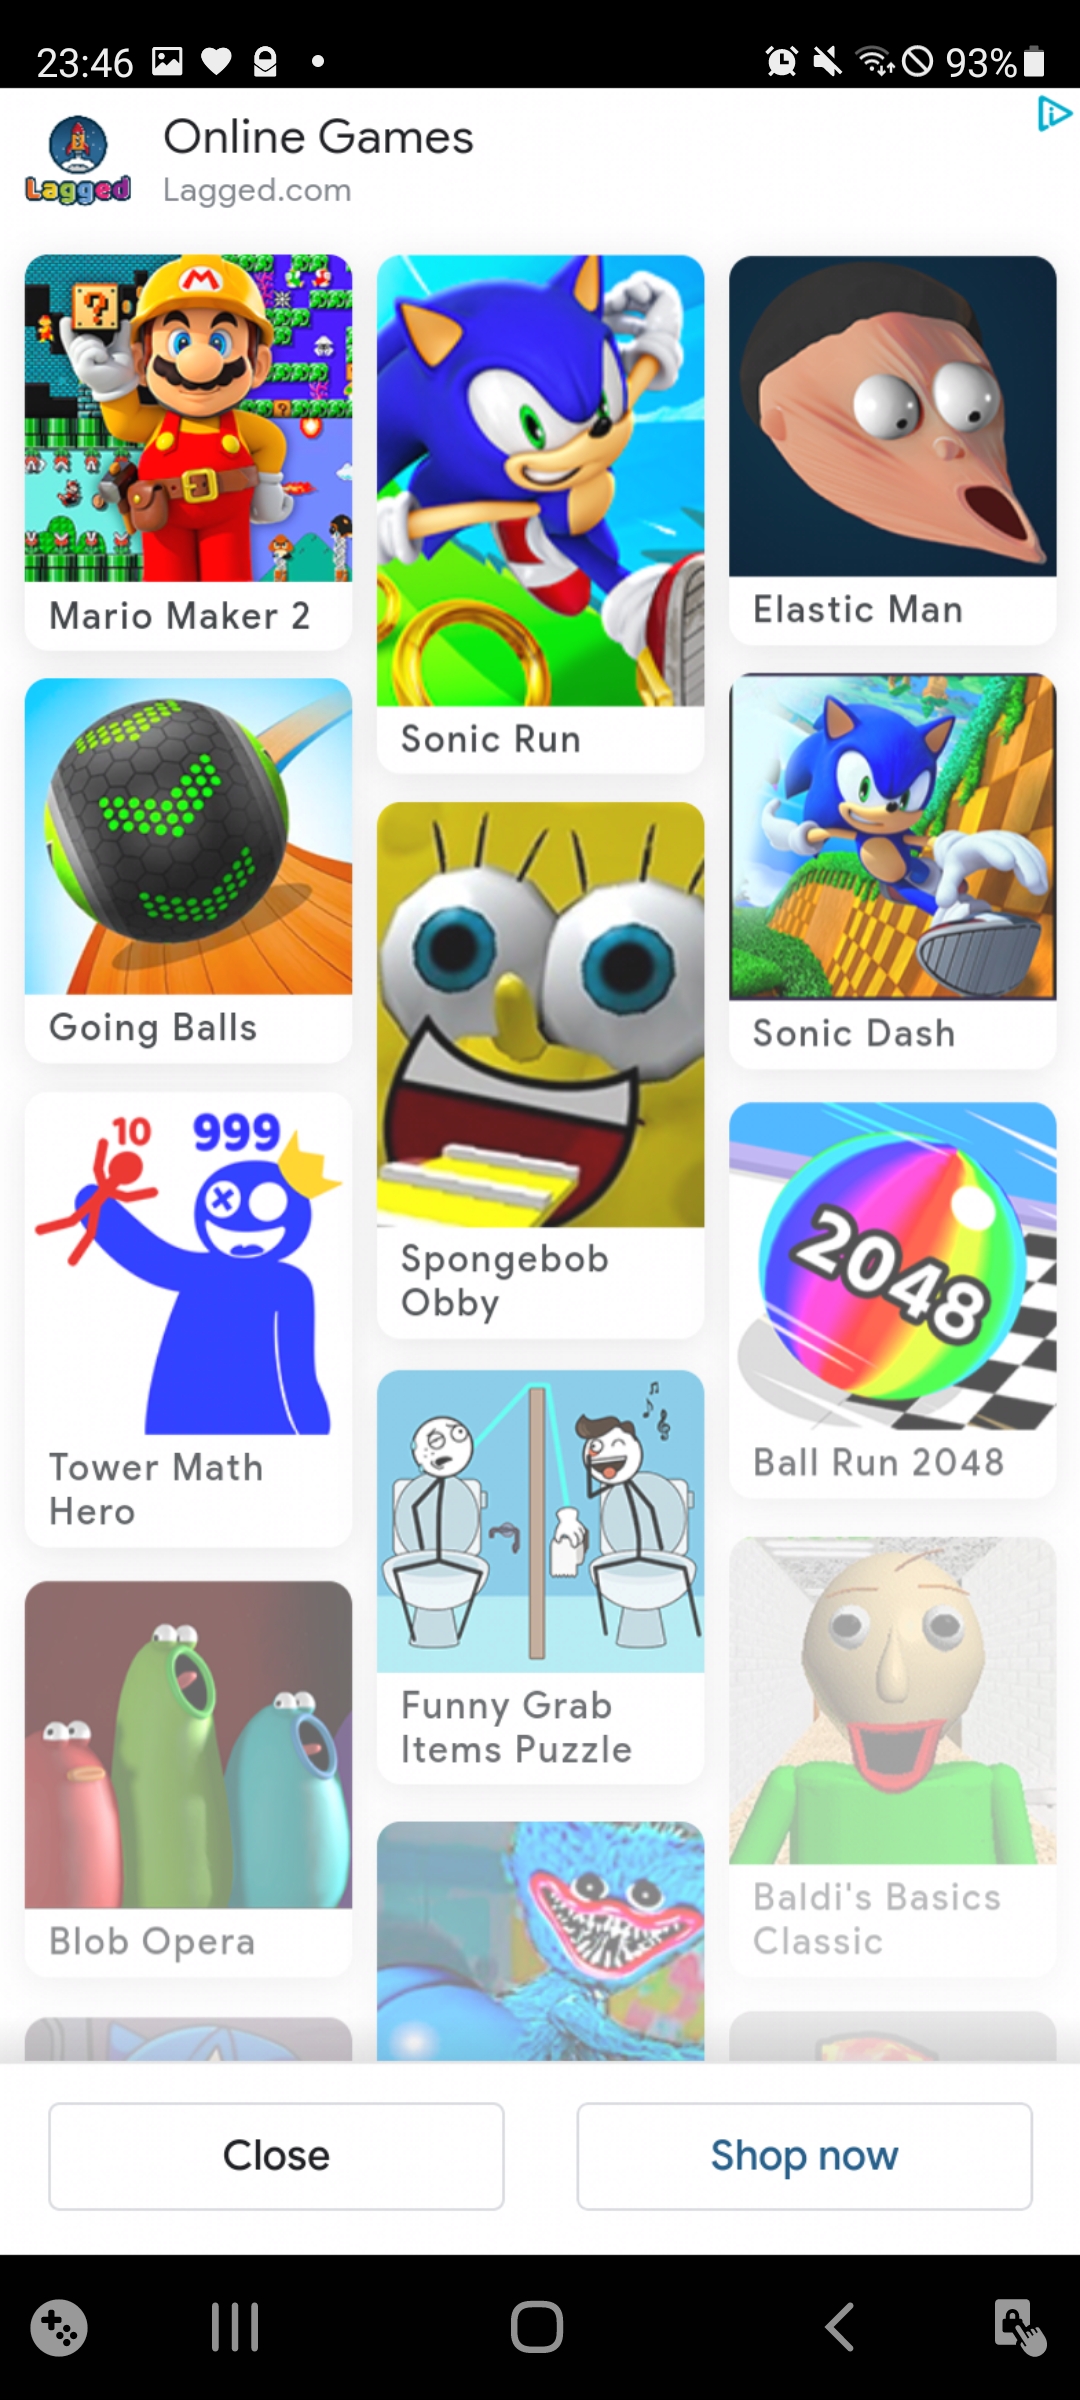 23:46
93%
Online Games
Lagged
Lagged.com
M
?
Mario Maker 2
Sonic Run
Elastic Man
Going Balls
Sonic Dash
10
999
Spongebob
Obby
2048
Tower Math
Hero
Ball Run 2048
Funny Grab
Items Puzzle
Blob Opera
Baldi's Basics
Classic
Close
Shop now